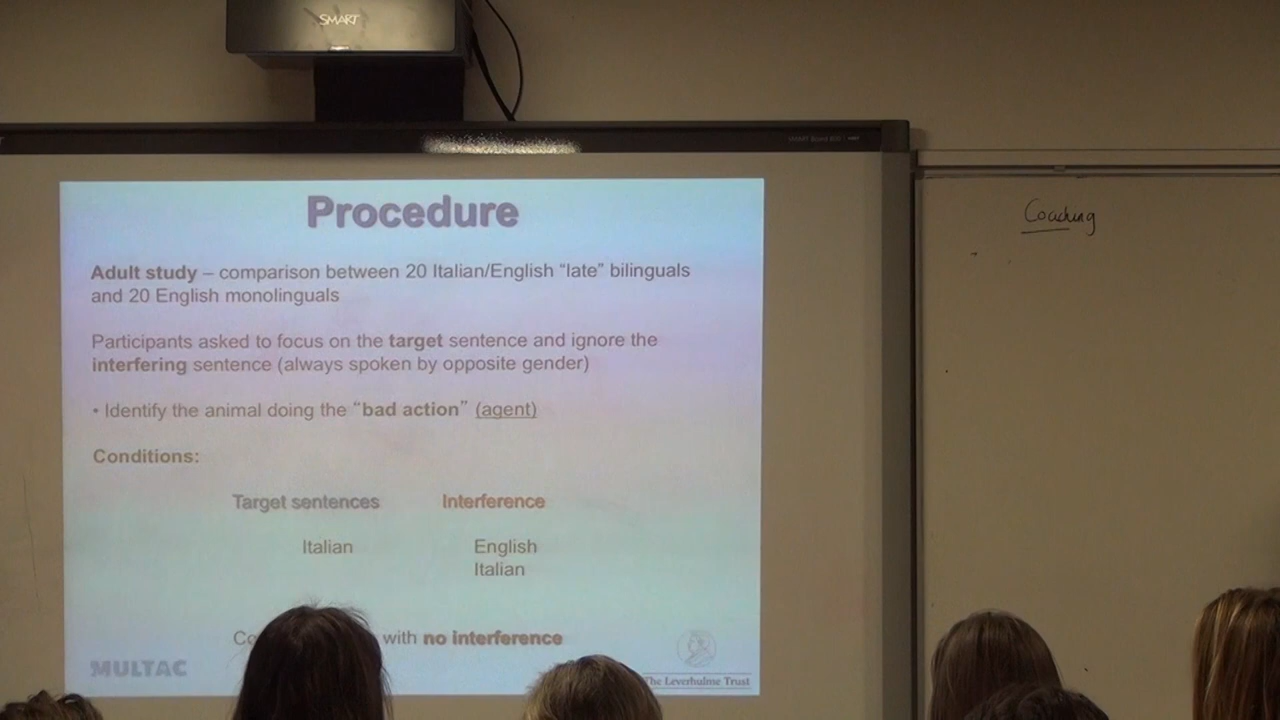 SMART
Procedure
Adult study – comparison between 20 Italian/English “late” bilinguals
and 20 English monolinguals
Participants asked to focus on the target sentence and ignore the
interfering sentence (always spoken by opposite gender)
• Identify the animal doing the “bad action” (agent)
Conditions:
Target sentences Interference
Italian English
Italian
with no interference
MULTAC
The Leverhulme Trust
Coaching